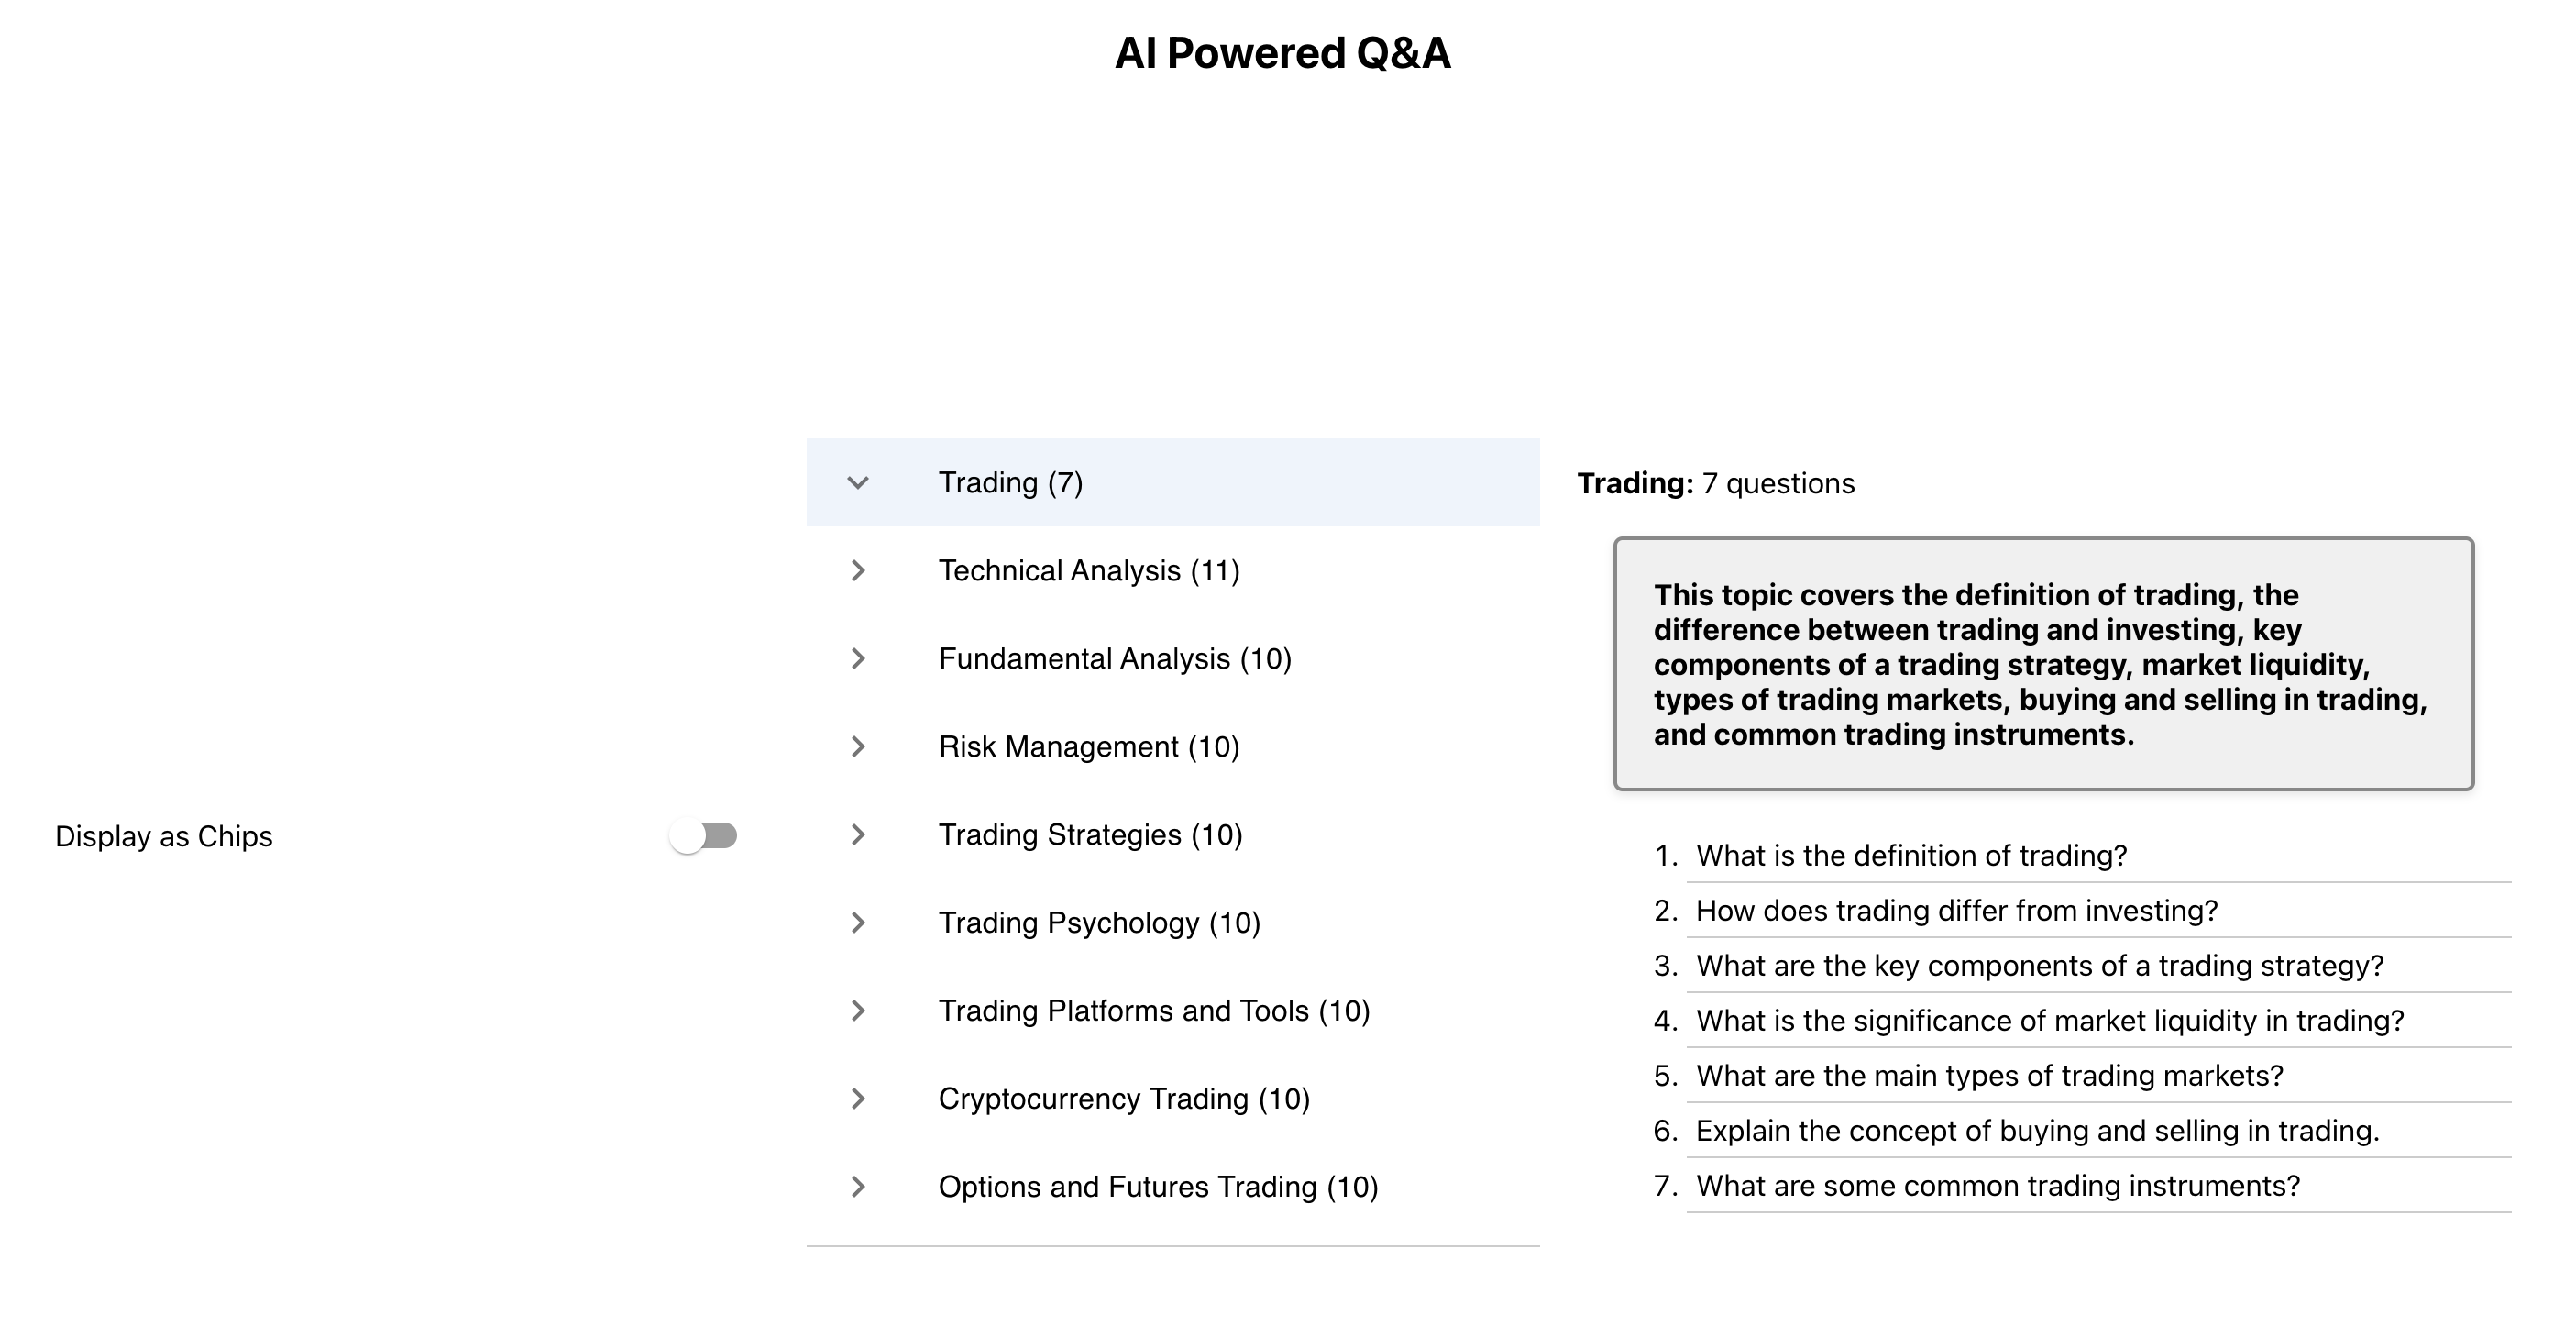 AI Powered Q&A
Display as Chips
Trading (7)
Technical Analysis (11)
Fundamental Analysis (10)
Risk Management (10)
Trading Strategies (10)
Trading Psychology (10)
Trading Platforms and Tools (10)
Cryptocurrency Trading (10)
Options and Futures Trading (10)
Trading: 7 questions
This topic covers the definition of trading, the
difference between trading and investing, key
components of a trading strategy, market liquidity,
types of trading markets, buying and selling in trading,
and common trading instruments.
1. What is the definition of trading?
2. How does trading differ from investing?
3. What are the key components of a trading strategy?
4. What is the significance of market liquidity in trading?
5. What are the main types of trading markets?
6. Explain the concept of buying and selling in trading.
7. What are some common trading instruments?